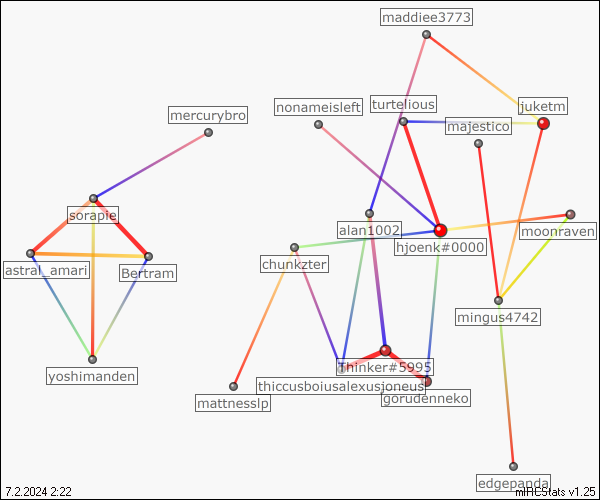 maddiee3773
mercurybro
nonameisleft
turtelious
juketm
majestico
sorapie
alan1002
hjoenk#0000
moonraven
astral_amari
Bertram
chunkzter
mingus4742
Thinker#5995
yoshimanden
thiccusboiusalexusjoneus
mattnesslp
gorudenneko
edgepanda
7.2.2024 2:22
mIRCStats v1.25